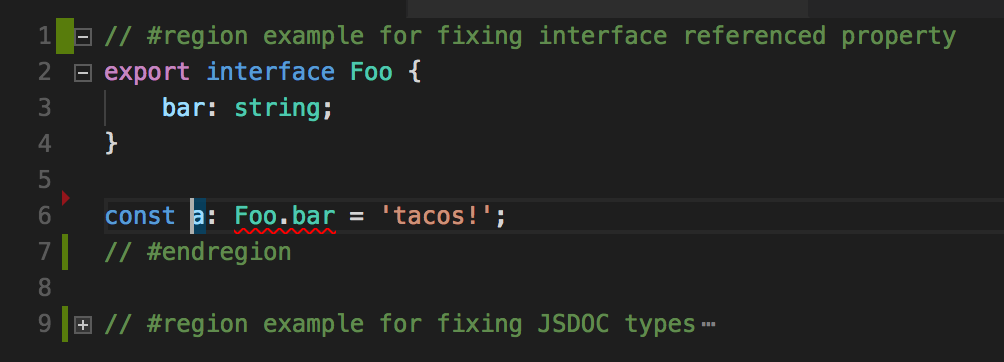 1 // #region example for fixing interface referenced property
2 export interface Foo {
3     bar: string;
4 }
5
6 const a: Foo.bar = 'tacos!';
7 // #endregion
8
9 // #region example for fixing JSDOC types⋯